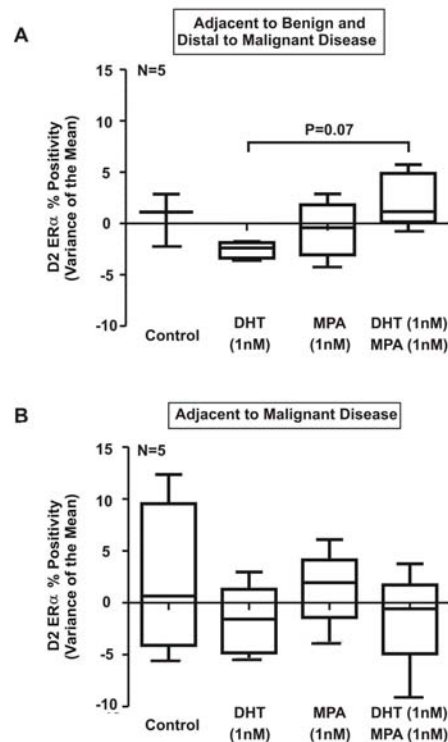 A
Adjacent to Benign and
Distal to Malignant Disease
D2 ERα % Positivity
(Variance of the Mean)
15
10
5
0
-5
-10
N=5
P=0.07
Control
DHT
(1nM)
MPA
(1nM)
DHT (1nM)
MPA (1nM)
B
Adjacent to Malignant Disease
D2 ERα % Positivity
(Variance of the Mean)
15
10
5
0
-5
-10
N=5
Control
DHT
(1nM)
MPA
(1nM)
DHT (1nM)
MPA (1nM)